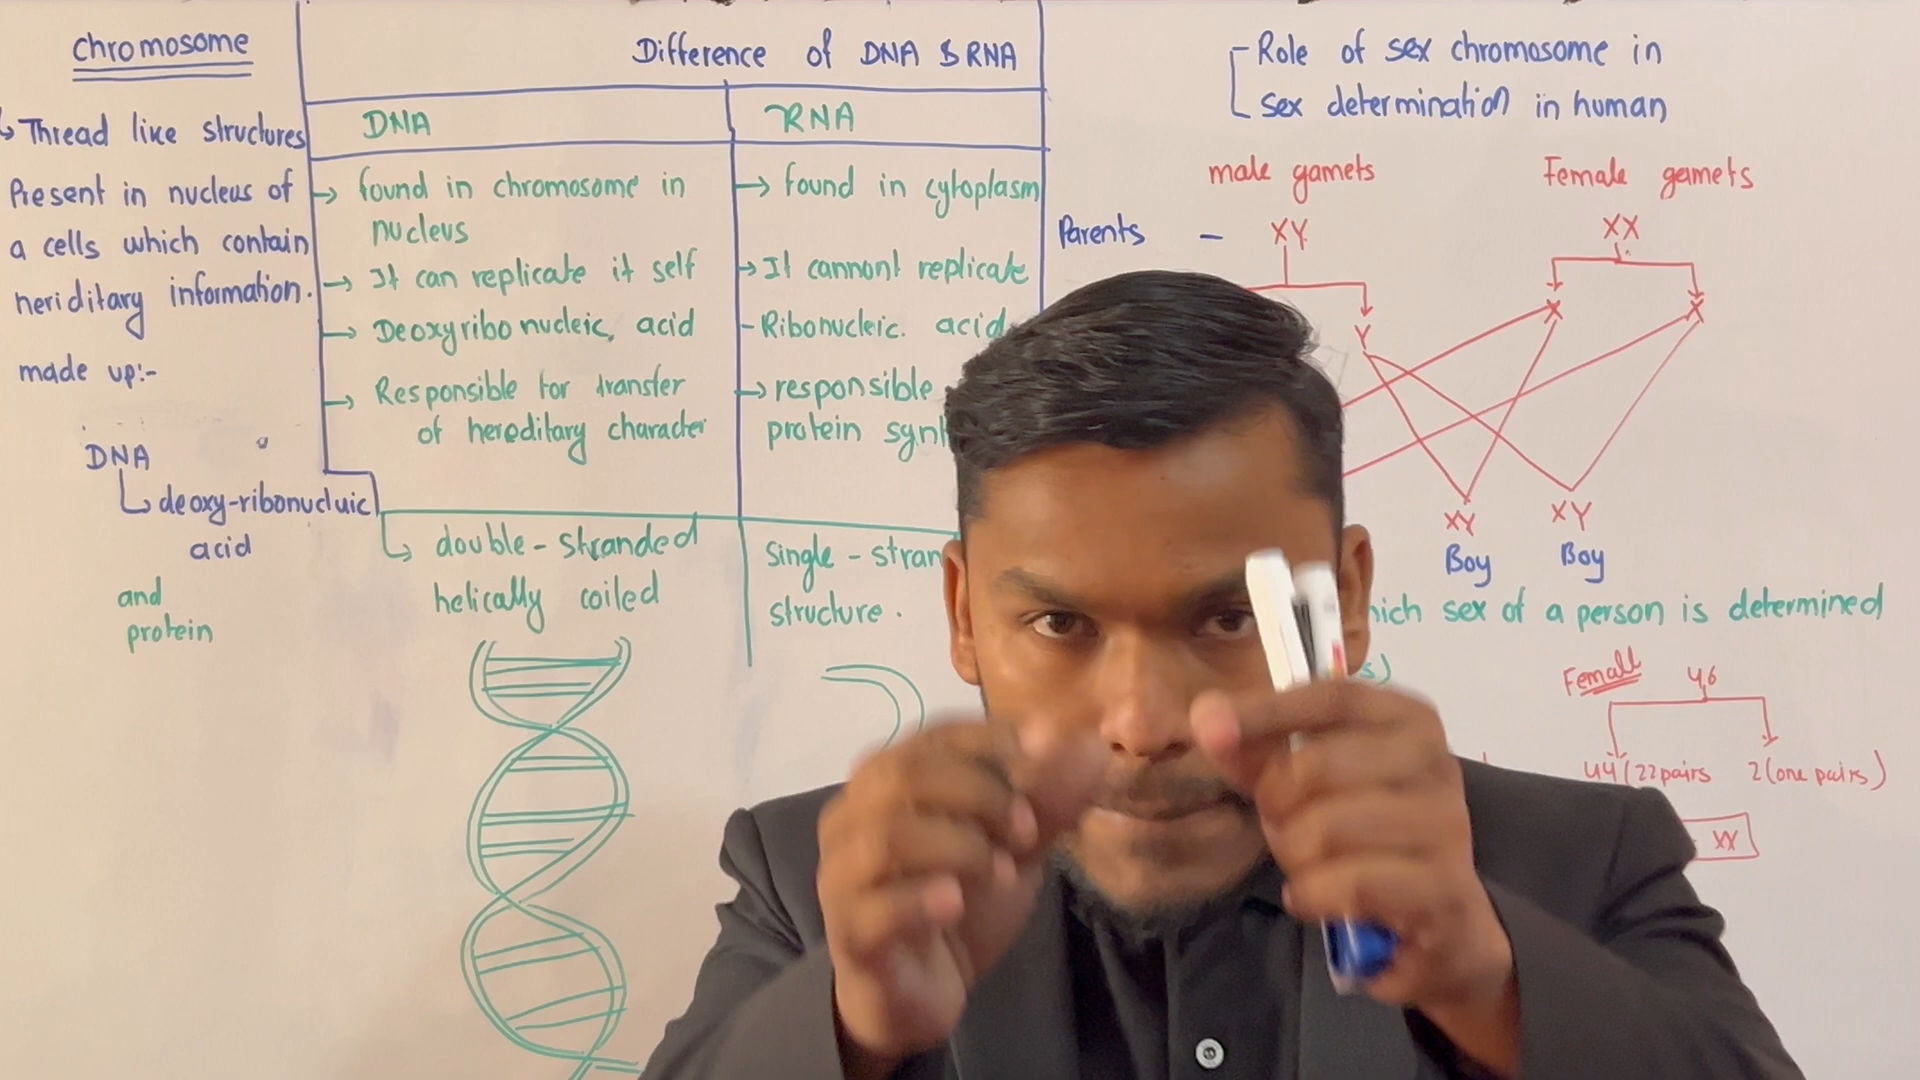 Chromosome
Thread like structures
Present in nucleus of
a cells which contain
heriditary information.
made up:-
DNA
deoxy-ribonucluic
acid
and
protein
Difference of DNA & RNA
DNA
found in chromosome in
nucleus
It can replicate it self
Deoxyribo nucleic, acid
Responsible for transfer
of hereditary character
double-stranded
helically coiled
RNA
found in cytoplasm
It cannont replicate
- Ribonucleic. acid
responsible
protein
single -
structure.
Role of sex chromosome in
sex determination in human
male gamets
Female gamets
Parents - XY XX
Y X X
XY XY
Boy Boy
sex of a person is determined
Femall 46
44 (22 pairs 2 (one pairs)
XX